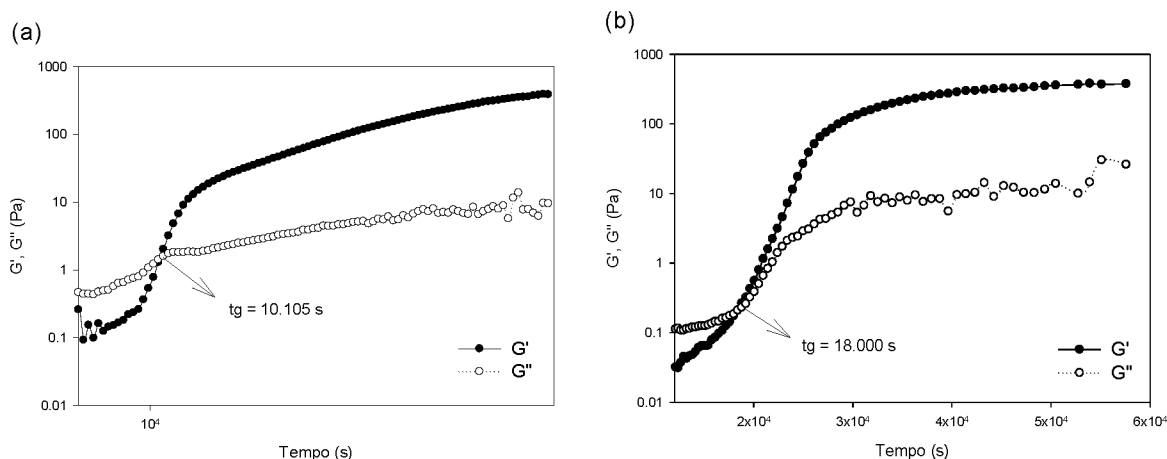 (a)
1000
100
10
1
0.1
0.01
G', G'' (Pa)
tg = 10.105 s
G'
G''
10⁴
Tempo (s)
(b)
1000
100
10
1
0.1
0.01
G', G'' (Pa)
tg = 18.000 s
G'
G''
2x10⁴
3x10⁴
4x10⁴
5x10⁴
6x10⁴
Tempo (s)